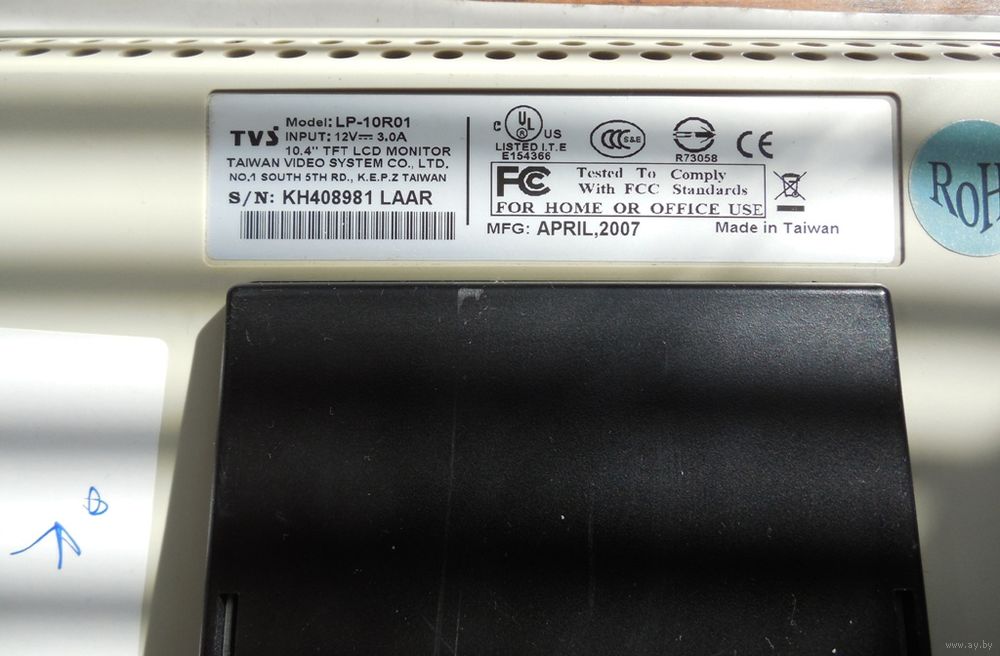 TVS
Model: LP-10R01
INPUT: 12V⎓ 3.0A
10.4" TFT LCD MONITOR
TAIWAN VIDEO SYSTEM CO., LTD.
NO.1 SOUTH 5TH RD., K.E.P.Z TAIWAN
S/N: KH408981 LAAR
c UL US
LISTED I.T.E
E154366
CCC S&E
R73058
CE
FC Tested To Comply
With FCC Standards
FOR HOME OR OFFICE USE
MFG: APRIL,2007
Made in Taiwan
RoH
www.ay.by